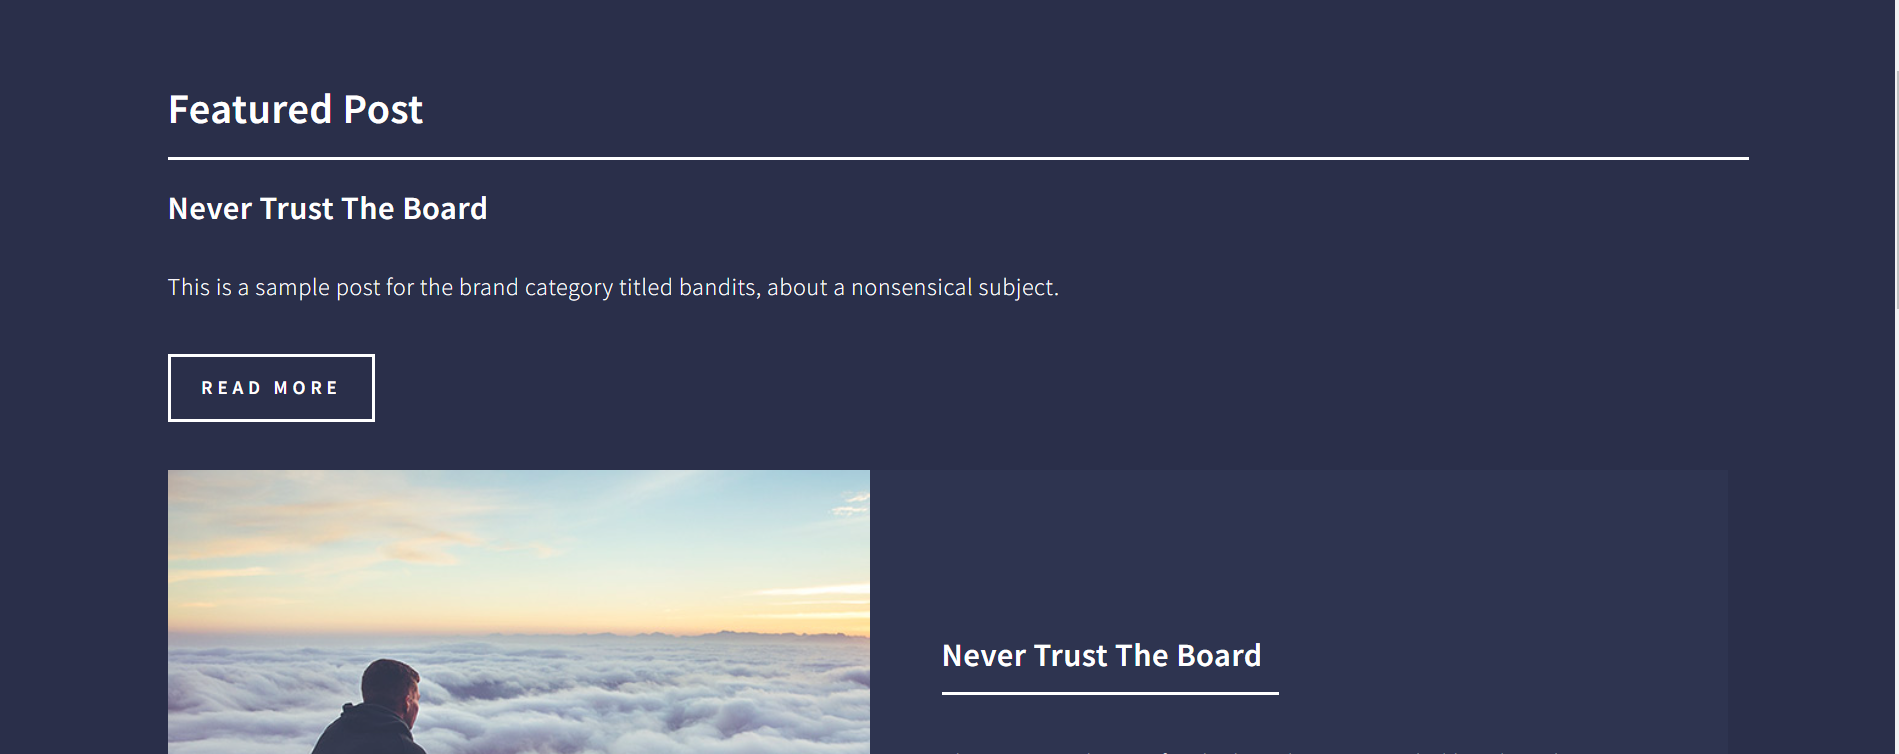 Featured Post
Never Trust The Board
This is a sample post for the brand category titled bandits, about a nonsensical subject.
READ MORE
Never Trust The Board